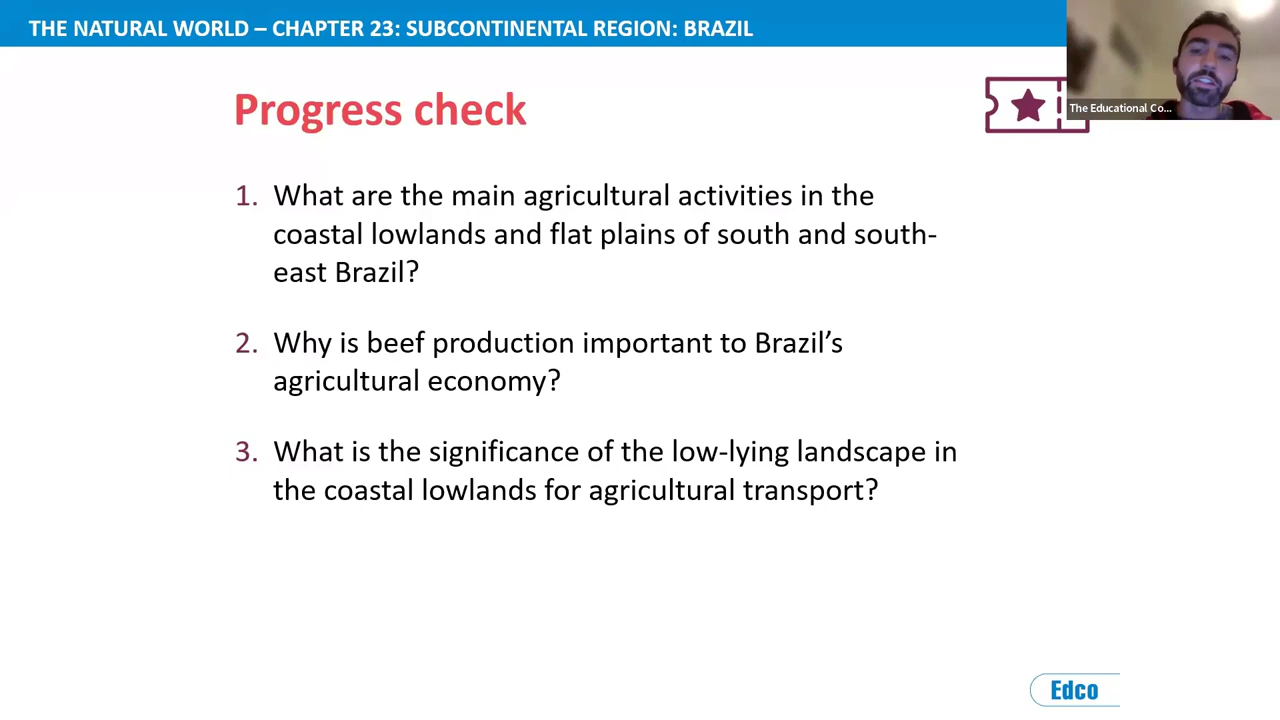 THE NATURAL WORLD – CHAPTER 23: SUBCONTINENTAL REGION: BRAZIL
Progress check
The Educational Co...
1. What are the main agricultural activities in the
coastal lowlands and flat plains of south and south-
east Brazil?
2. Why is beef production important to Brazil’s
agricultural economy?
3. What is the significance of the low-lying landscape in
the coastal lowlands for agricultural transport?
Edco